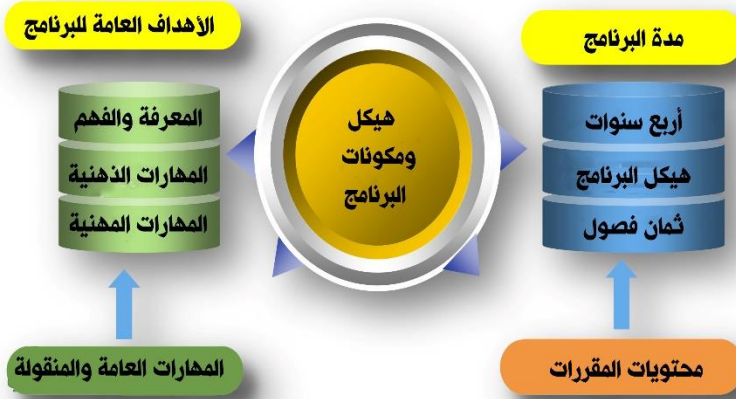 مدة البرنامج
أربع سنوات
هيكل البرنامج
ثمان فصول
محتويات المقررات
هيكل
ومكونات
البرنامج
الأهداف العامة للبرنامج
المعرفة والفهم
المهارات الذهنية
المهارات المهنية
المهارات العامة والمنقولة